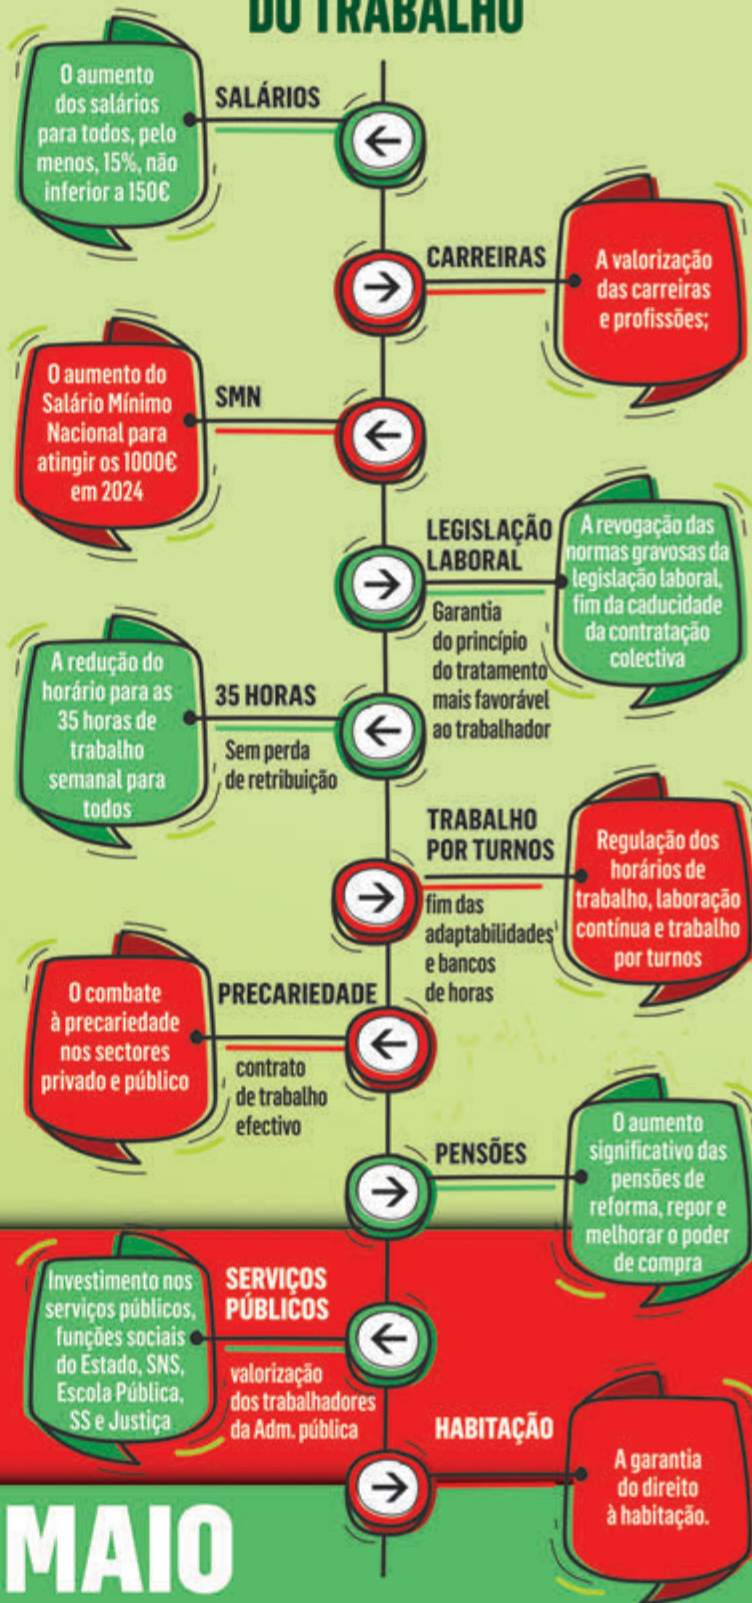 DO TRABALHO
O aumento
dos salários
para todos, pelo
menos, 15%, não
inferior a 150€
SALÁRIOS
CARREIRAS
A valorização
das carreiras
e profissões;
O aumento do
Salário Mínimo
Nacional para
atingir os 1000€
em 2024
SMN
LEGISLAÇÃO
LABORAL
Garantia
do princípio
do tratamento
mais favorável
ao trabalhador
A revogação das
normas gravosas da
legislação laboral,
fim da caducidade
da contratação
colectiva
A redução do
horário para as
35 horas de
trabalho
semanal para
todos
35 HORAS
Sem perda
de retribuição
TRABALHO
POR TURNOS
fim das
adaptabilidades
e bancos
de horas
Regulação dos
horários de
trabalho, laboração
contínua e trabalho
por turnos
O combate
à precariedade
nos sectores
privado e público
PRECARIEDADE
contrato
de trabalho
efectivo
PENSÕES
O aumento
significativo das
pensões de
reforma, repor e
melhorar o poder
de compra
Investimento nos
serviços públicos,
funções sociais
do Estado, SNS,
Escola Pública,
SS e Justiça
SERVIÇOS
PÚBLICOS
valorização
dos trabalhadores
da Adm. pública
HABITAÇÃO
A garantia
do direito
à habitação.
MAIO